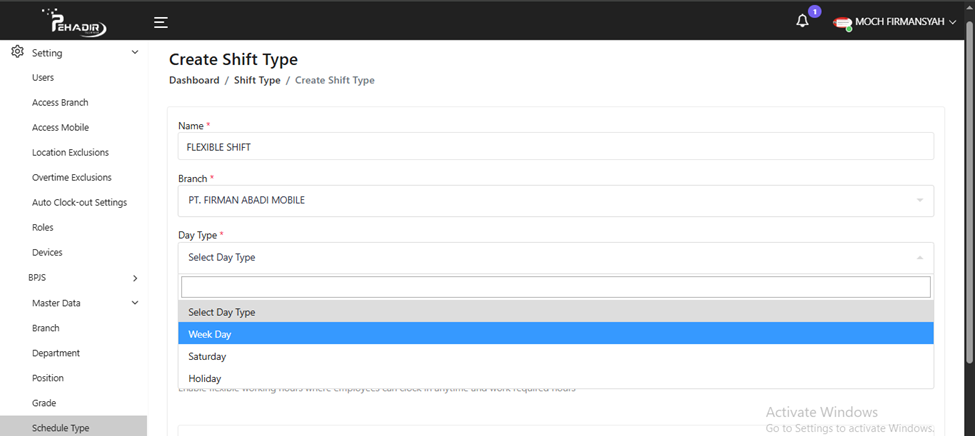 PEHADIR
1
MOCH FIRMANSYAH
Setting
Users
Access Branch
Access Mobile
Location Exclusions
Overtime Exclusions
Auto Clock-out Settings
Roles
Devices
BPJS
Master Data
Branch
Department
Position
Grade
Schedule Type
Create Shift Type
Dashboard / Shift Type / Create Shift Type
Name *
FLEXIBLE SHIFT
Branch *
PT. FIRMAN ABADI MOBILE
Day Type *
Select Day Type
Select Day Type
Week Day
Saturday
Holiday
Enable flexible working hours where employees can clock in anytime and work required hours
Activate Windows
Go to Settings to activate Windows.